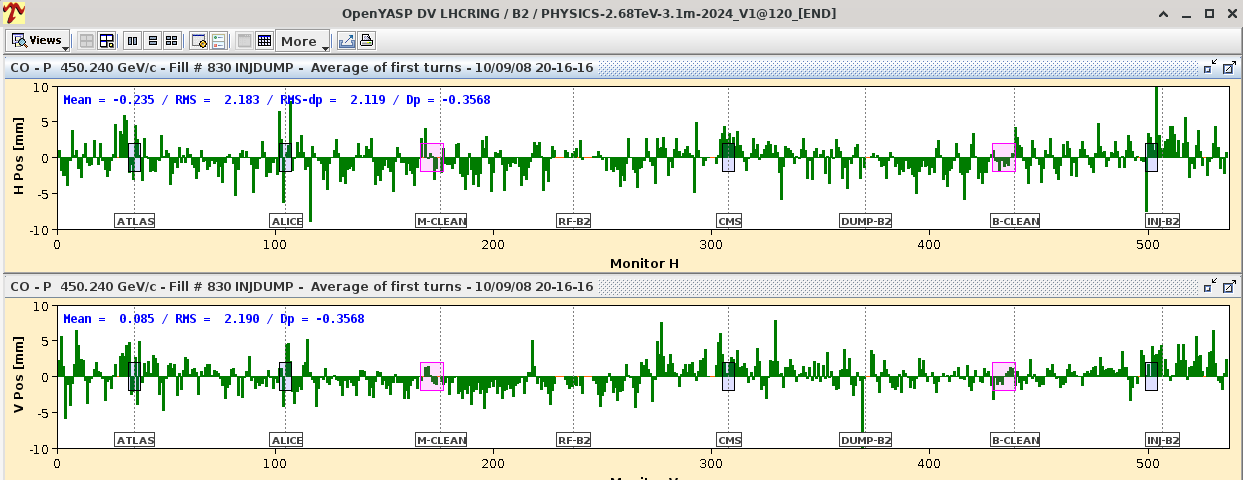 OpenYASP DV LHCRING / B2 / PHYSICS-2.68TeV-3.1m-2024_V1@120_[END]
Views More
CO - P 450.240 GeV/c - Fill # 830 INJDUMP - Average of first turns - 10/09/08 20-16-16
Mean = -0.235 / RMS = 2.183 / RMS-dp = 2.119 / Dp = -0.3568
H Pos [mm]
10
5
0
-5
-10
ATLAS ALICE M-CLEAN RF-B2 CMS DUMP-B2 B-CLEAN INJ-B2
0 100 200 300 400 500
Monitor H
CO - P 450.240 GeV/c - Fill # 830 INJDUMP - Average of first turns - 10/09/08 20-16-16
Mean = 0.085 / RMS = 2.190 / Dp = -0.3568
V Pos [mm]
10
5
0
-5
-10
ATLAS ALICE M-CLEAN RF-B2 CMS DUMP-B2 B-CLEAN INJ-B2
0 100 200 300 400 500